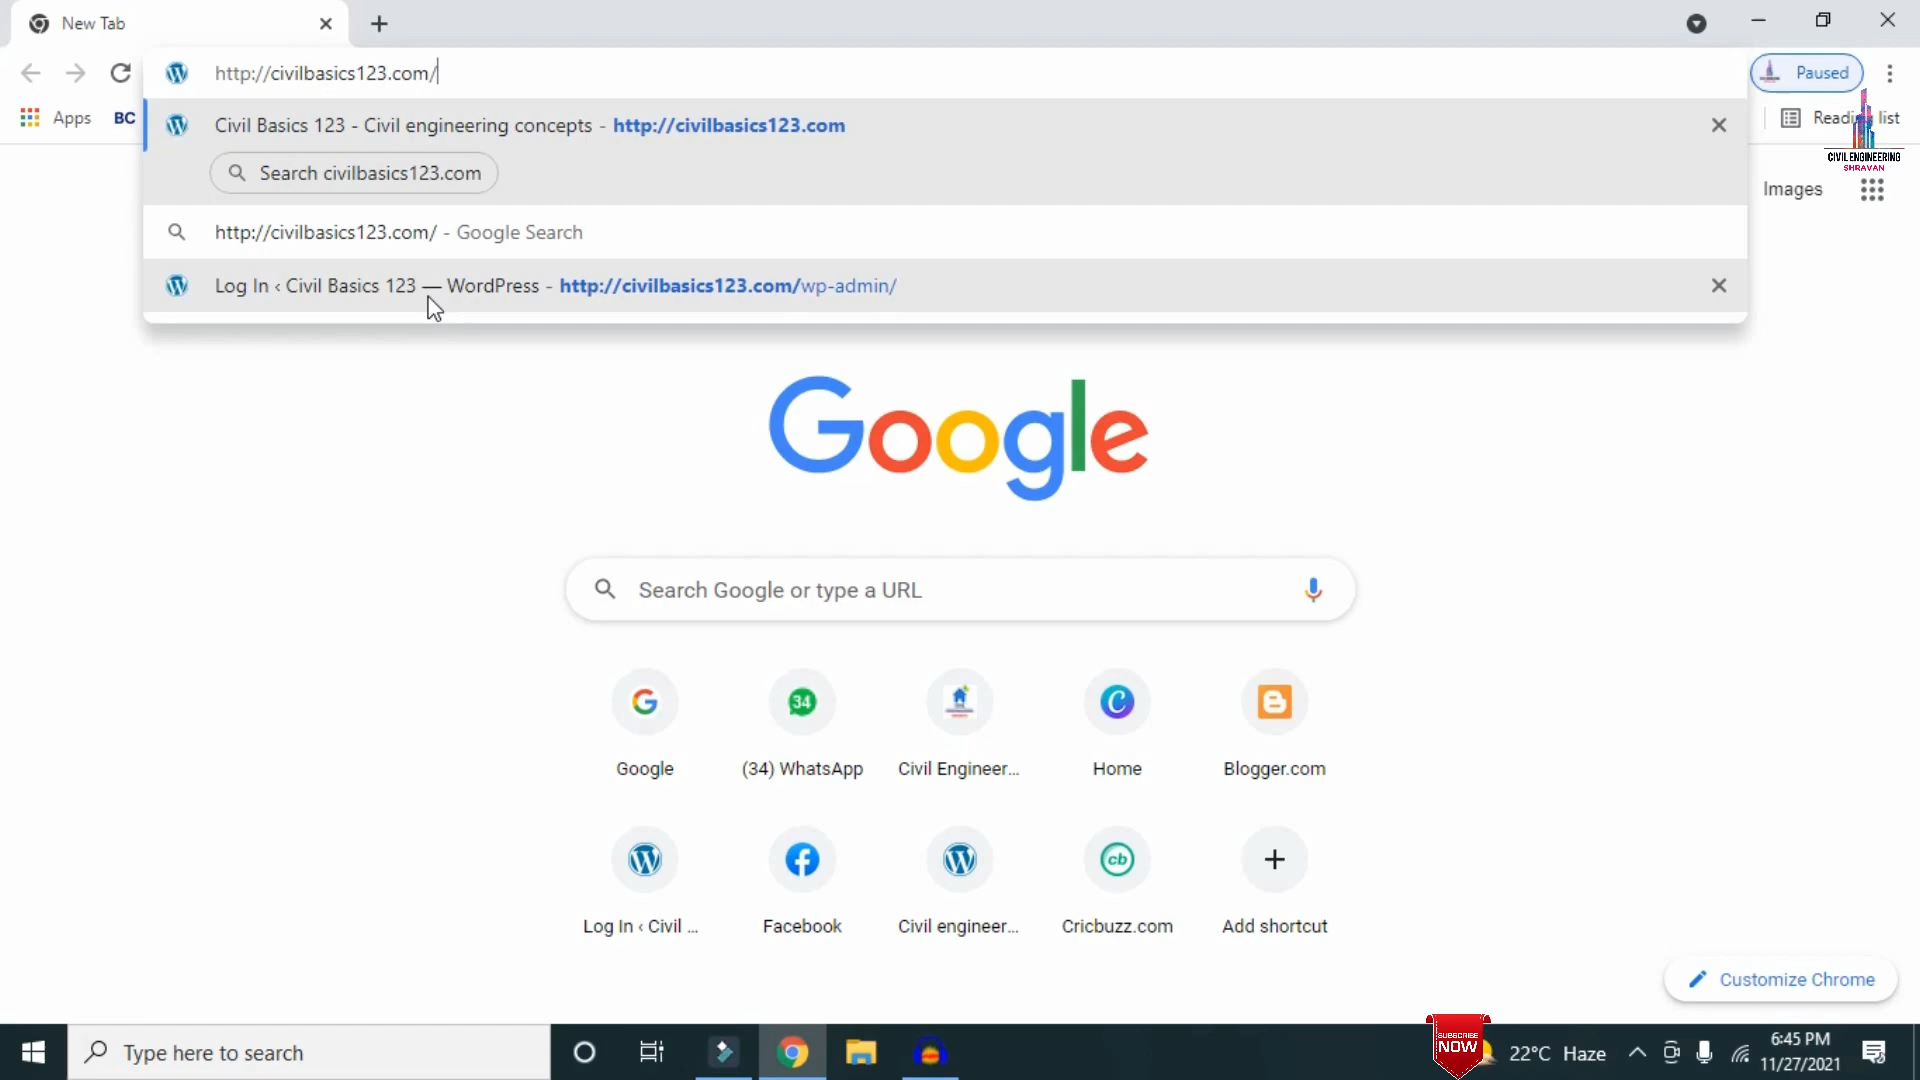 New Tab
http://civilbasics123.com/
Paused
Apps
BC
Civil Basics 123 - Civil engineering concepts - http://civilbasics123.com
Reading list
CIVIL ENGINEERING
SHRAVAN
Search civilbasics123.com
Images
http://civilbasics123.com/ - Google Search
Log In ‹ Civil Basics 123 — WordPress - http://civilbasics123.com/wp-admin/
Google
Search Google or type a URL
34
Google
(34) WhatsApp
Civil Engineer...
Home
Blogger.com
cb
Log In ‹ Civil ...
Facebook
Civil engineer...
Cricbuzz.com
Add shortcut
Customize Chrome
Type here to search
SUBSCRIBE
NOW
22°C Haze
6:45 PM
11/27/2021